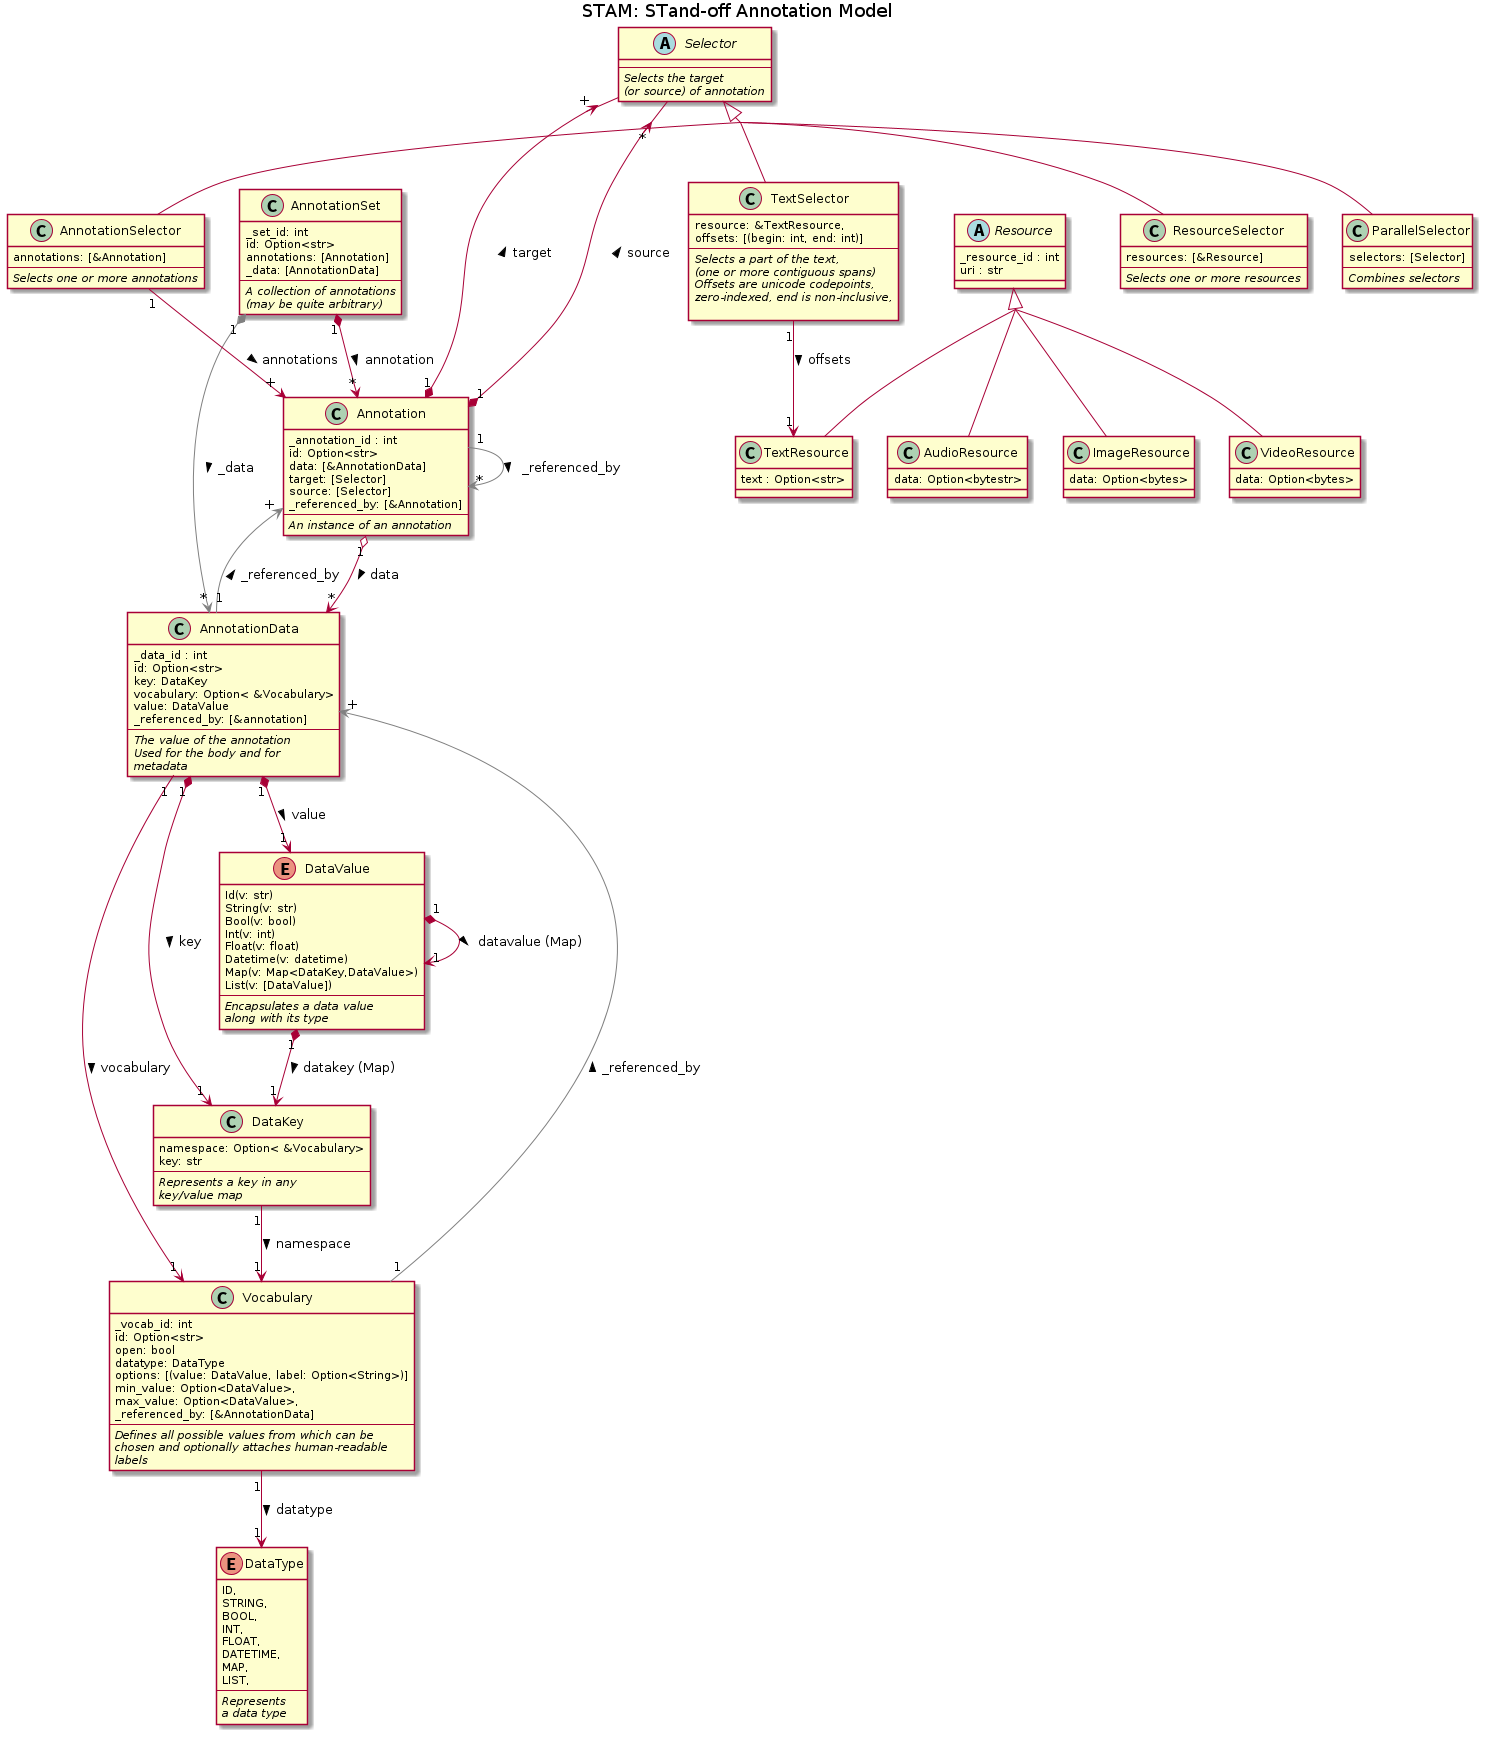 STAM: STand-off Annotation Model
A Selector
Selects the target
(or source) of annotation
+
*
target
source
C AnnotationSelector
annotations: [&Annotation]
Selects one or more annotations
1
C AnnotationSet
_set_id: int
id: Option<str>
annotations: [Annotation]
_data: [AnnotationData]
A collection of annotations
(may be quite arbitrary)
1
1
C TextSelector
resource: &TextResource,
offsets: [(begin: int, end: int)]
Selects a part of the text,
(one or more contiguous spans)
Offsets are unicode codepoints,
zero-indexed, end is non-inclusive,
1
offsets
1
A Resource
_resource_id : int
uri : str
C ResourceSelector
resources: [&Resource]
Selects one or more resources
C ParallelSelector
selectors: [Selector]
Combines selectors
annotations
annotation
+
*
1
1
C Annotation
_annotation_id : int
id: Option<str>
data: [&AnnotationData]
target: [Selector]
source: [Selector]
_referenced_by: [&Annotation]
An instance of an annotation
1
*
_referenced_by
_data
+
1
C TextResource
text : Option<str>
C AudioResource
data: Option<bytestr>
C ImageResource
data: Option<bytes>
C VideoResource
data: Option<bytes>
_referenced_by
data
*
1
*
C AnnotationData
_data_id : int
id: Option<str>
key: DataKey
vocabulary: Option< &Vocabulary>
value: DataValue
_referenced_by: [&annotation]
The value of the annotation
Used for the body and for
metadata
+
1
1
1
value
1
E DataValue
Id(v: str)
String(v: str)
Bool(v: bool)
Int(v: int)
Float(v: float)
Datetime(v: datetime)
Map(v: Map<DataKey,DataValue>)
List(v: [DataValue])
Encapsulates a data value
along with its type
1
1
datavalue (Map)
key
1
vocabulary
datakey (Map)
_referenced_by
1
1
C DataKey
namespace: Option< &Vocabulary>
key: str
Represents a key in any
key/value map
1
namespace
1
1
1
C Vocabulary
_vocab_id: int
id: Option<str>
open: bool
datatype: DataType
options: [(value: DataValue, label: Option<String>)]
min_value: Option<DataValue>,
max_value: Option<DataValue>,
_referenced_by: [&AnnotationData]
Defines all possible values from which can be
chosen and optionally attaches human-readable
labels
1
datatype
1
E DataType
ID,
STRING,
BOOL,
INT,
FLOAT,
DATETIME,
MAP,
LIST,
Represents
a data type